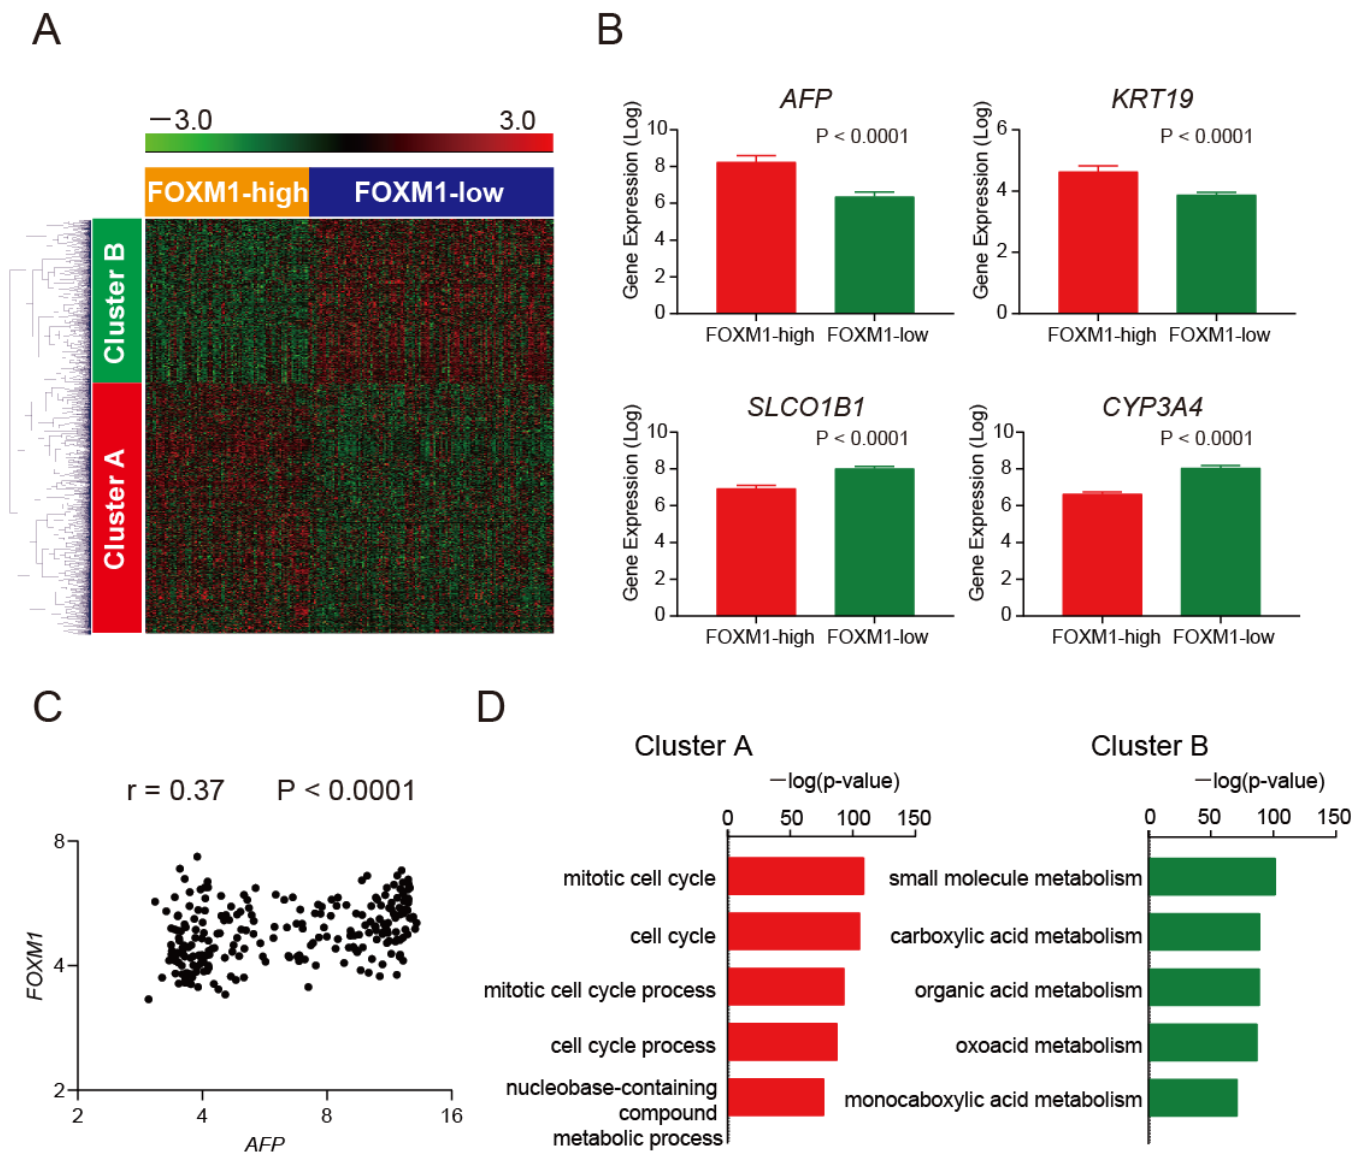 A
−3.0
3.0
FOXM1-high
FOXM1-low
Cluster B
Cluster A
B
AFP
P < 0.0001
Gene Expression (Log)
10
8
6
4
2
0
FOXM1-high
FOXM1-low
KRT19
P < 0.0001
Gene Expression (Log)
6
4
2
0
FOXM1-high
FOXM1-low
SLCO1B1
P < 0.0001
Gene Expression (Log)
10
8
6
4
2
0
FOXM1-high
FOXM1-low
CYP3A4
P < 0.0001
Gene Expression (Log)
10
8
6
4
2
0
FOXM1-high
FOXM1-low
C
r = 0.37
P < 0.0001
FOXM1
8
4
2
2
4
8
16
AFP
D
Cluster A
−log(p-value)
0
50
100
150
mitotic cell cycle
cell cycle
mitotic cell cycle process
cell cycle process
nucleobase-containing
compound
metabolic process
Cluster B
−log(p-value)
0
50
100
150
small molecule metabolism
carboxylic acid metabolism
organic acid metabolism
oxoacid metabolism
monocaboxylic acid metabolism